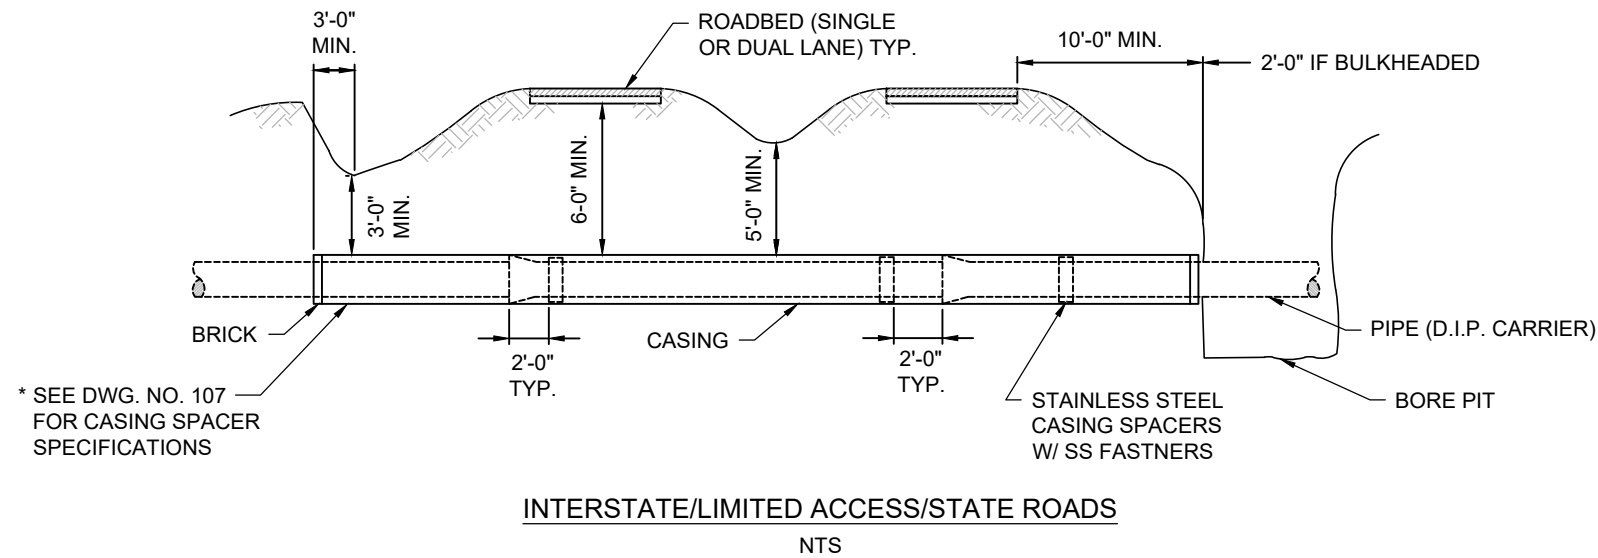 3'-0"
MIN.
ROADBED (SINGLE
OR DUAL LANE) TYP.
10'-0" MIN.
2'-0" IF BULKHEADED
3'-0"
MIN.
6-0" MIN.
5'-0" MIN.
BRICK
CASING
PIPE (D.I.P. CARRIER)
2'-0"
TYP.
2'-0"
TYP.
* SEE DWG. NO. 107
FOR CASING SPACER
SPECIFICATIONS
STAINLESS STEEL
CASING SPACERS
W/ SS FASTNERS
BORE PIT
INTERSTATE/LIMITED ACCESS/STATE ROADS
NTS